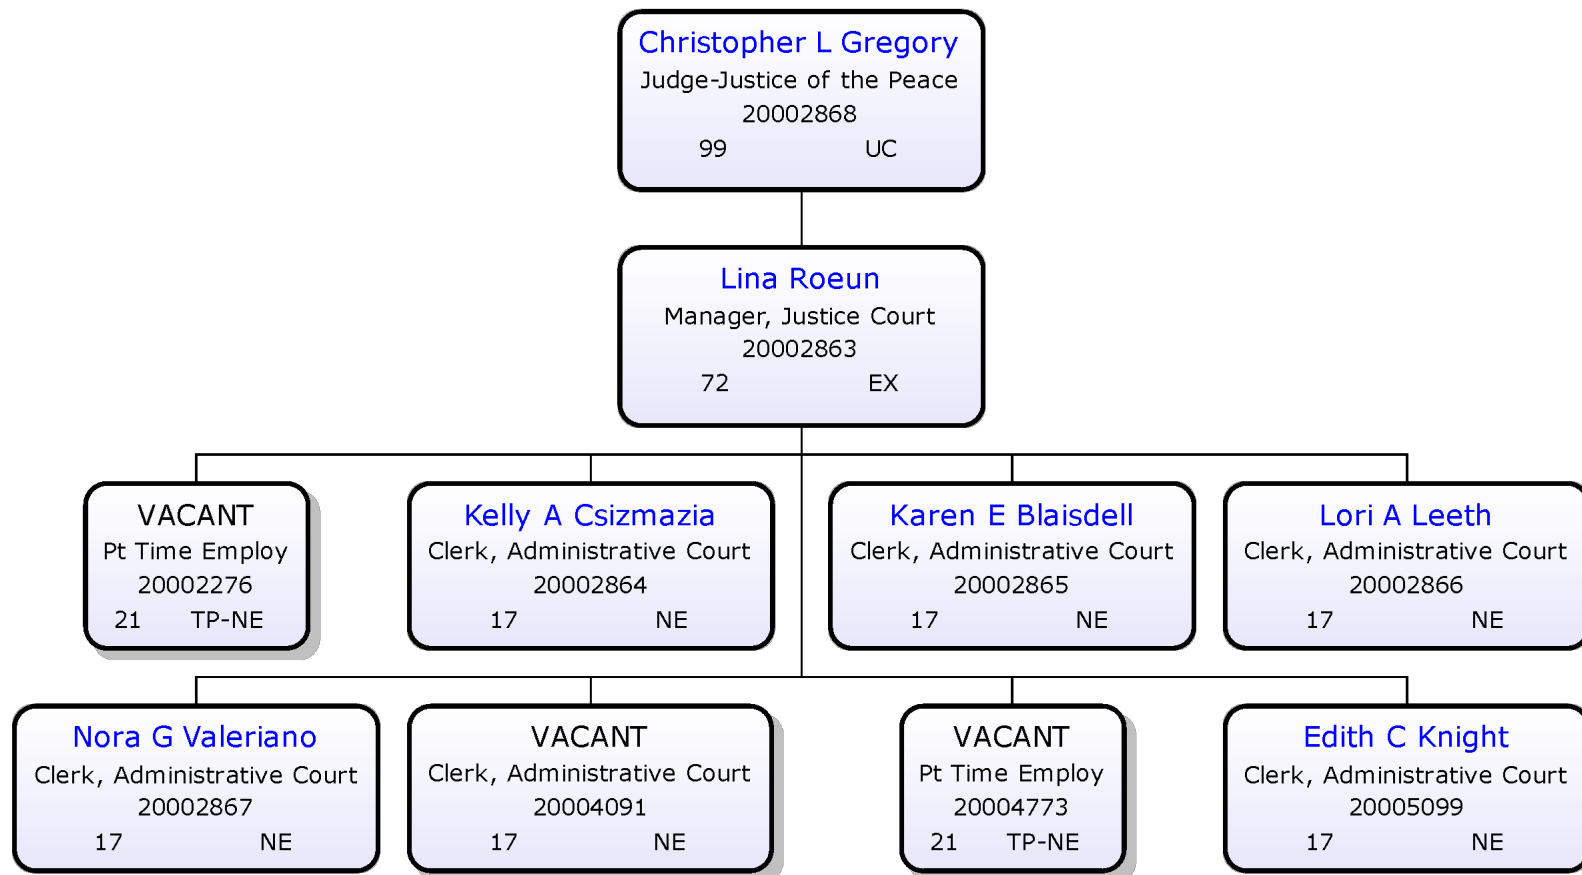 Christopher L Gregory
Judge-Justice of the Peace
20002868
99 UC
Lina Roeun
Manager, Justice Court
20002863
72 EX
VACANT
Pt Time Employ
20002276
21 TP-NE
Kelly A Csizmazia
Clerk, Administrative Court
20002864
17 NE
Karen E Blaisdell
Clerk, Administrative Court
20002865
17 NE
Lori A Leeth
Clerk, Administrative Court
20002866
17 NE
Nora G Valeriano
Clerk, Administrative Court
20002867
17 NE
VACANT
Clerk, Administrative Court
20004091
17 NE
VACANT
Pt Time Employ
20004773
21 TP-NE
Edith C Knight
Clerk, Administrative Court
20005099
17 NE